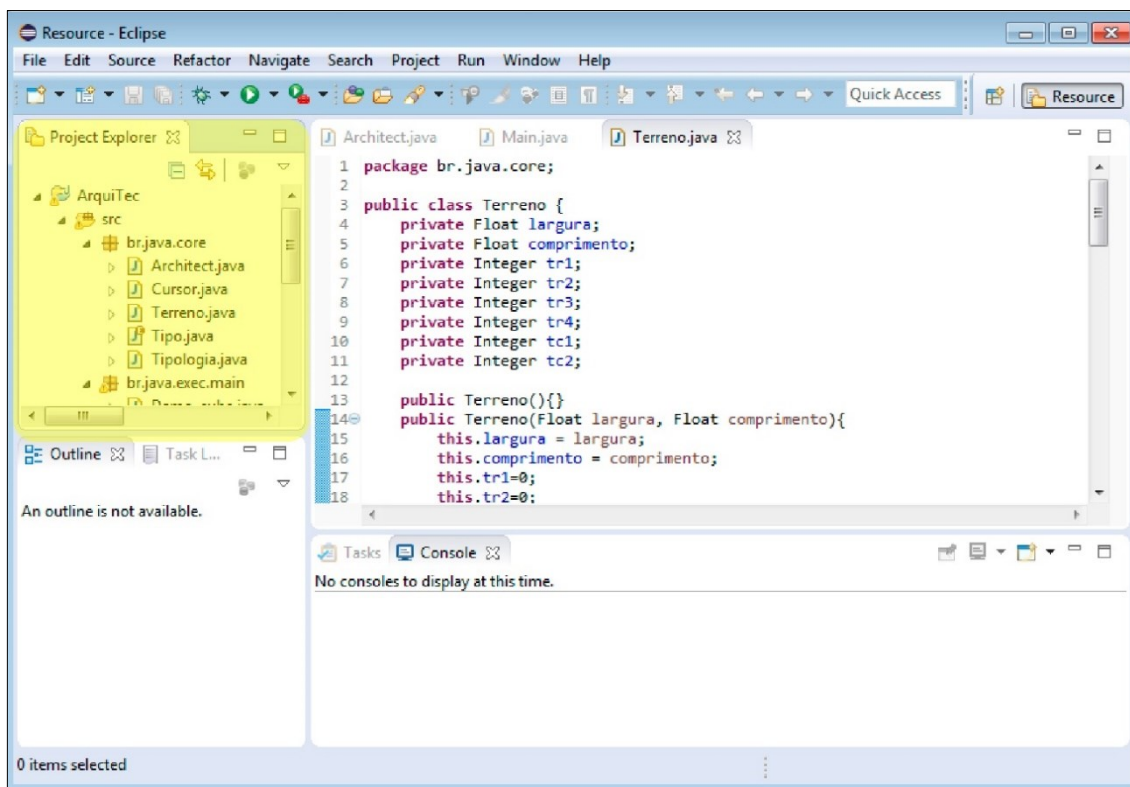 Resource - Eclipse
File Edit Source Refactor Navigate Search Project Run Window Help
Quick Access
Resource
Project Explorer
ArquiTec
src
br.java.core
Architect.java
Cursor.java
Terreno.java
Tipo.java
Tipologia.java
br.java.exec.main
Outline
Task L...
An outline is not available.
Architect.java
Main.java
Terreno.java
1 package br.java.core;
2
3 public class Terreno {
4 private Float largura;
5 private Float comprimento;
6 private Integer tr1;
7 private Integer tr2;
8 private Integer tr3;
9 private Integer tr4;
10 private Integer tc1;
11 private Integer tc2;
12
13 public Terreno(){}
14 public Terreno(Float largura, Float comprimento){
15 this.largura = largura;
16 this.comprimento = comprimento;
17 this.tr1=0;
18 this.tr2=0;
Tasks
Console
No consoles to display at this time.
0 items selected